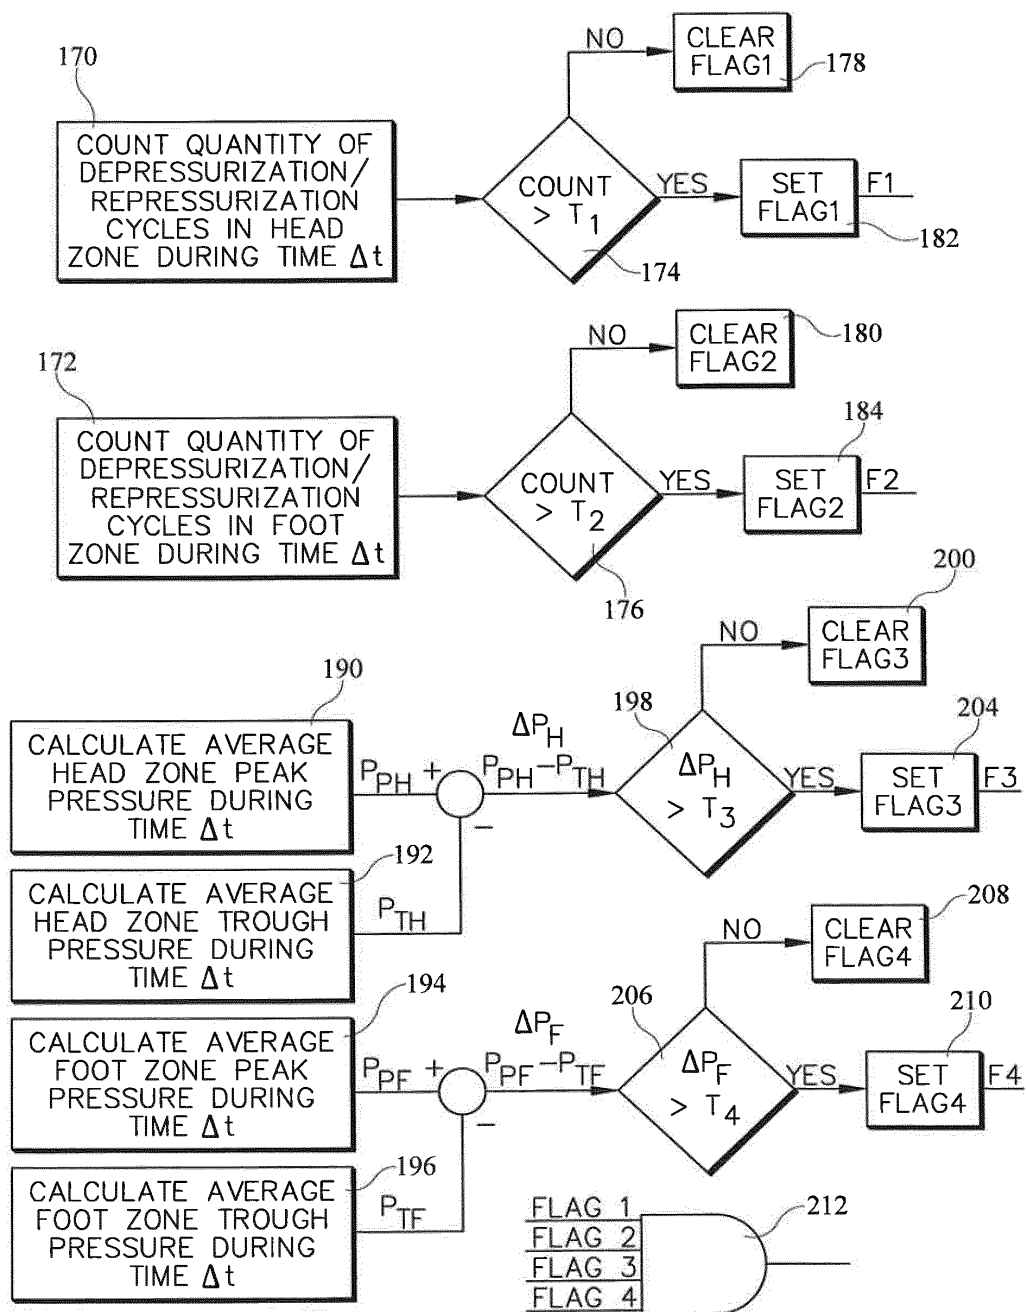 170
COUNT QUANTITY OF
DEPRESSURIZATION/
REPRESSURIZATION
CYCLES IN HEAD
ZONE DURING TIME Δt
COUNT
> T1
174
NO
CLEAR
FLAG1
178
YES
SET
FLAG1
F1
182
172
COUNT QUANTITY OF
DEPRESSURIZATION/
REPRESSURIZATION
CYCLES IN FOOT
ZONE DURING TIME Δt
COUNT
> T2
176
NO
CLEAR
FLAG2
180
YES
SET
FLAG2
F2
184
190
CALCULATE AVERAGE
HEAD ZONE PEAK
PRESSURE DURING
TIME Δt
PPH +
192
CALCULATE AVERAGE
HEAD ZONE TROUGH
PRESSURE DURING
TIME Δt
PTH
−
ΔPH
PPH−PTH
198
ΔPH
> T3
NO
CLEAR
FLAG3
200
YES
SET
FLAG3
F3
204
194
CALCULATE AVERAGE
FOOT ZONE PEAK
PRESSURE DURING
TIME Δt
PPF +
196
CALCULATE AVERAGE
FOOT ZONE TROUGH
PRESSURE DURING
TIME Δt
PTF
−
ΔPF
PPF−PTF
206
ΔPF
> T4
NO
CLEAR
FLAG4
208
YES
SET
FLAG4
F4
210
FLAG 1
FLAG 2
FLAG 3
FLAG 4
212